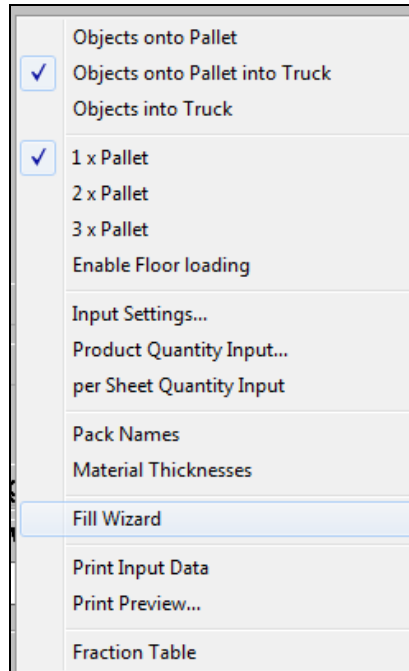 Objects onto Pallet
Objects onto Pallet into Truck
Objects into Truck
1 x Pallet
2 x Pallet
3 x Pallet
Enable Floor loading
Input Settings...
Product Quantity Input...
per Sheet Quantity Input
Pack Names
Material Thicknesses
Fill Wizard
Print Input Data
Print Preview...
Fraction Table